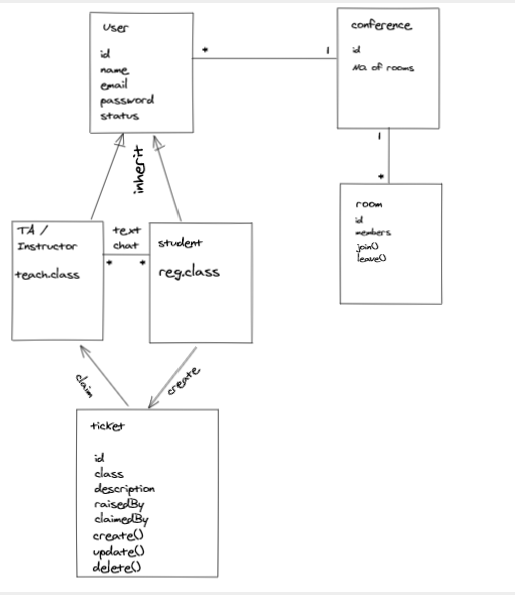 User
id
name
email
password
status
*
1
conference
id
No. of rooms
1
*
room
id
members
join()
leave()
inherit
TA /
Instructor
teach.class
text
chat
*
*
student
reg.class
claim
create
ticket
id
class
description
raisedBy
claimedBy
create()
update()
delete()